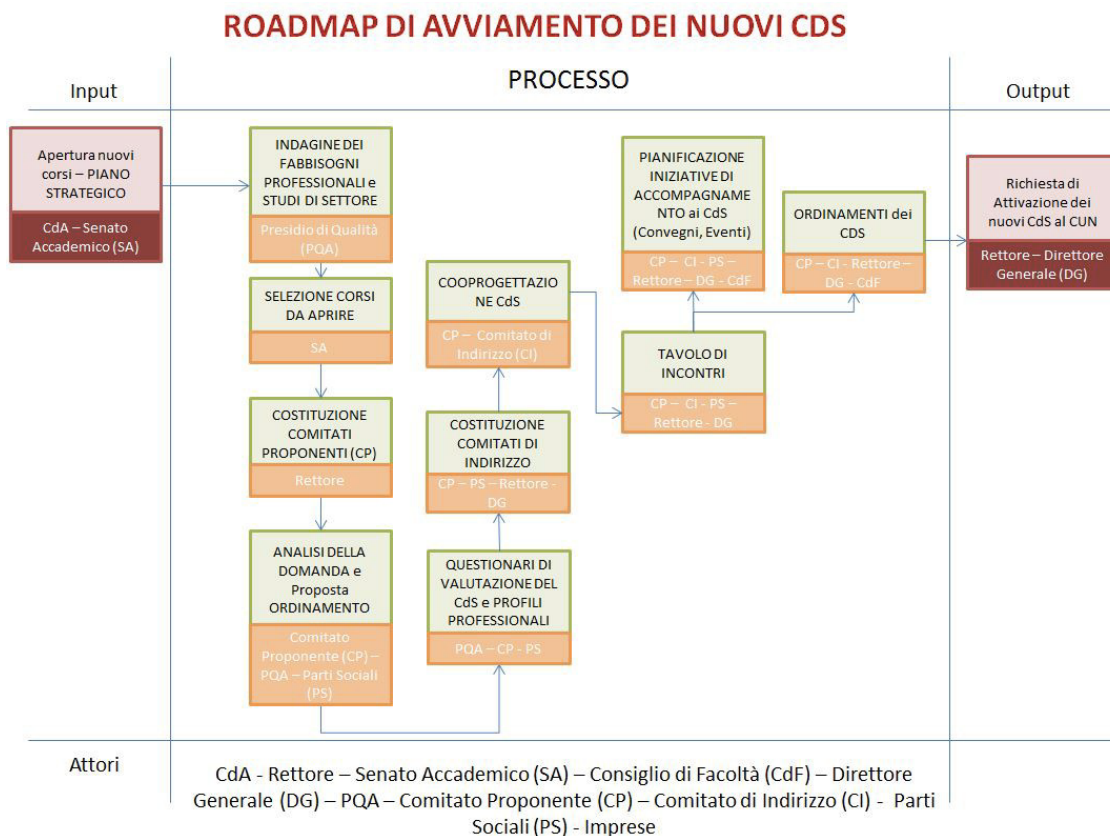 ROADMAP DI AVVIAMENTO DEI NUOVI CDS
Input
PROCESSO
Output
Apertura nuovi
corsi – PIANO
STRATEGICO
CdA – Senato
Accademico (SA)
INDAGINE DEI
FABBISOGNI
PROFESSIONALI e
STUDI DI SETTORE
Presidio di Qualità
(PQA)
SELEZIONE CORSI
DA APRIRE
SA
COSTITUZIONE
COMITATI
PROPONENTI (CP)
Rettore
ANALISI DELLA
DOMANDA e
Proposta
ORDINAMENTO
Comitato
Proponente (CP) –
PQA – Parti Sociali
(PS)
QUESTIONARI DI
VALUTAZIONE DEL
CdS e PROFILI
PROFESSIONALI
PQA – CP - PS
COSTITUZIONE
COMITATI DI
INDIRIZZO
CP – PS – Rettore -
DG
COOPROGETTAZIO
NE CdS
CP – Comitato di
Indirizzo (CI)
TAVOLO DI
INCONTRI
CP – CI - PS –
Rettore - DG
PIANIFICAZIONE
INIZIATIVE DI
ACCOMPAGNAME
NTO ai CdS
(Convegni, Eventi)
CP – CI - PS –
Rettore – DG - CdF
ORDINAMENTI dei
CDS
CP – CI - Rettore –
DG - CdF
Richiesta di
Attivazione dei
nuovi CdS al CUN
Rettore – Direttore
Generale (DG)
Attori
CdA - Rettore – Senato Accademico (SA) – Consiglio di Facoltà (CdF) – Direttore
Generale (DG) – PQA – Comitato Proponente (CP) – Comitato di Indirizzo (CI) - Parti
Sociali (PS) - Imprese